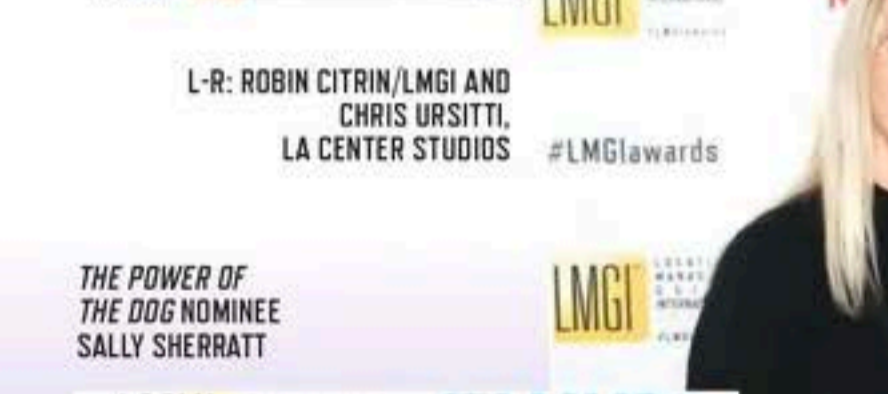 LMGI
L-R: ROBIN CITRIN/LMGI AND
CHRIS URSITTI,
LA CENTER STUDIOS
#LMGIawards
THE POWER OF
THE DOG NOMINEE
SALLY SHERRATT
LMGI